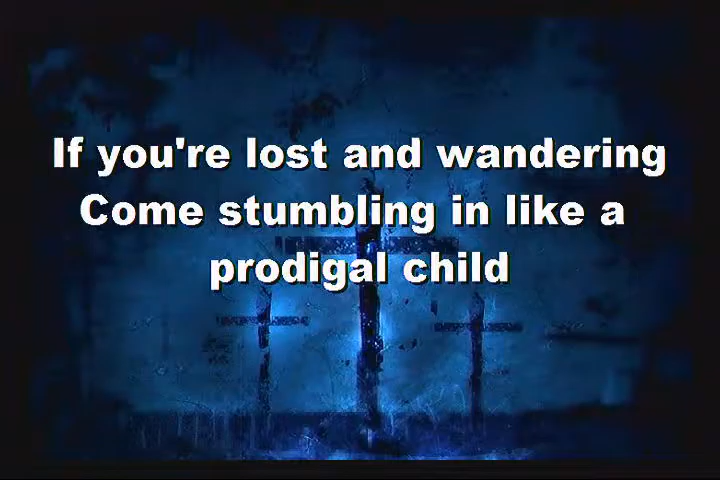 If you're lost and wandering
Come stumbling in like a
prodigal child